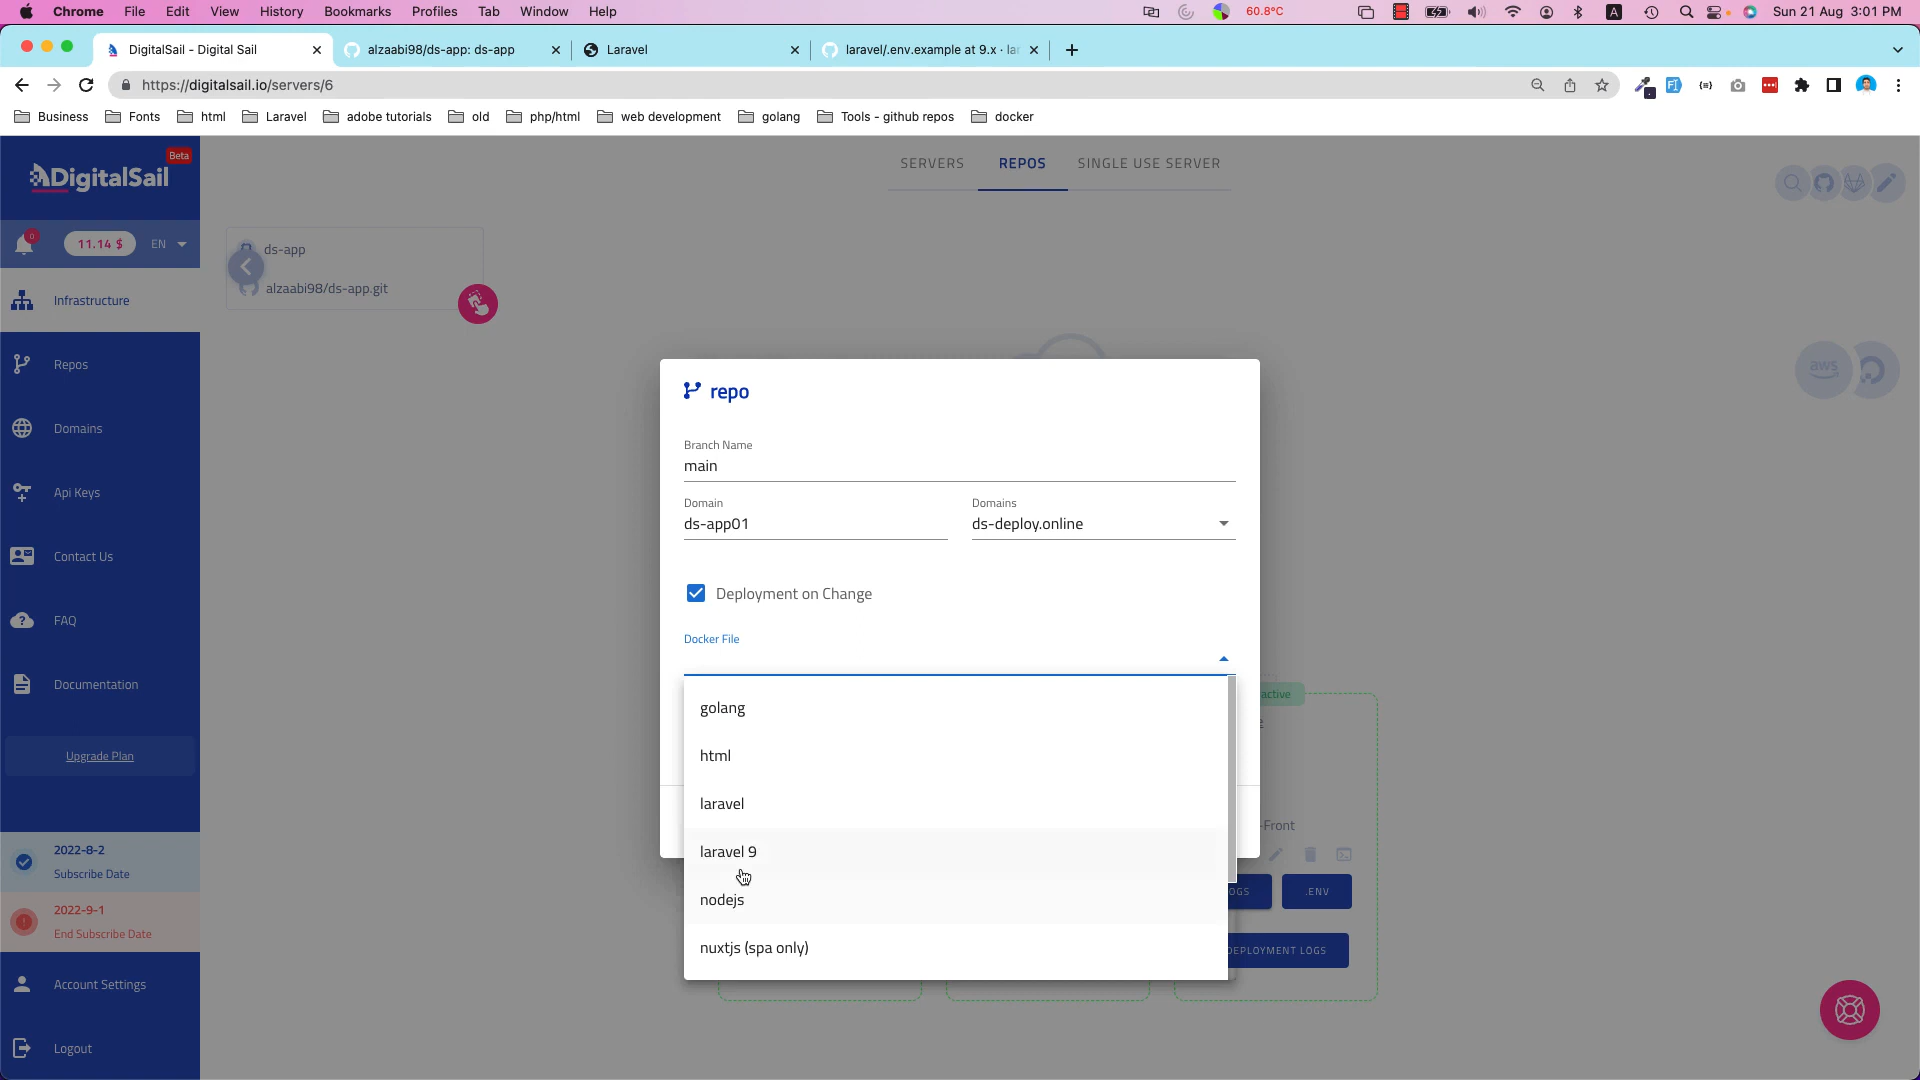 Chrome File Edit View History Bookmarks Profiles Tab Window Help 60.8°C A Sun 21 Aug 3:01 PM
DigitalSail - Digital Sail
alzaabi98/ds-app: ds-app
Laravel
laravel/.env.example at 9.x · la
https://digitalsail.io/servers/6
Business Fonts html Laravel adobe tutorials old php/html web development golang Tools - github repos docker
Beta
DigitalSail
SERVERS REPOS SINGLE USE SERVER
0
11.14 $ EN
ds-app
alzaabi98/ds-app.git
Infrastructure
Repos
Domains
Api Keys
Contact Us
FAQ
Documentation
Upgrade Plan
2022-8-2
Subscribe Date
2022-9-1
End Subscribe Date
Account Settings
Logout
aws
repo
Branch Name
main
Domain
ds-app01
Domains
ds-deploy.online
Deployment on Change
Docker File
golang
html
laravel
laravel 9
nodejs
nuxtjs (spa only)
active
e
-Front
OGS
.ENV
DEPLOYMENT LOGS